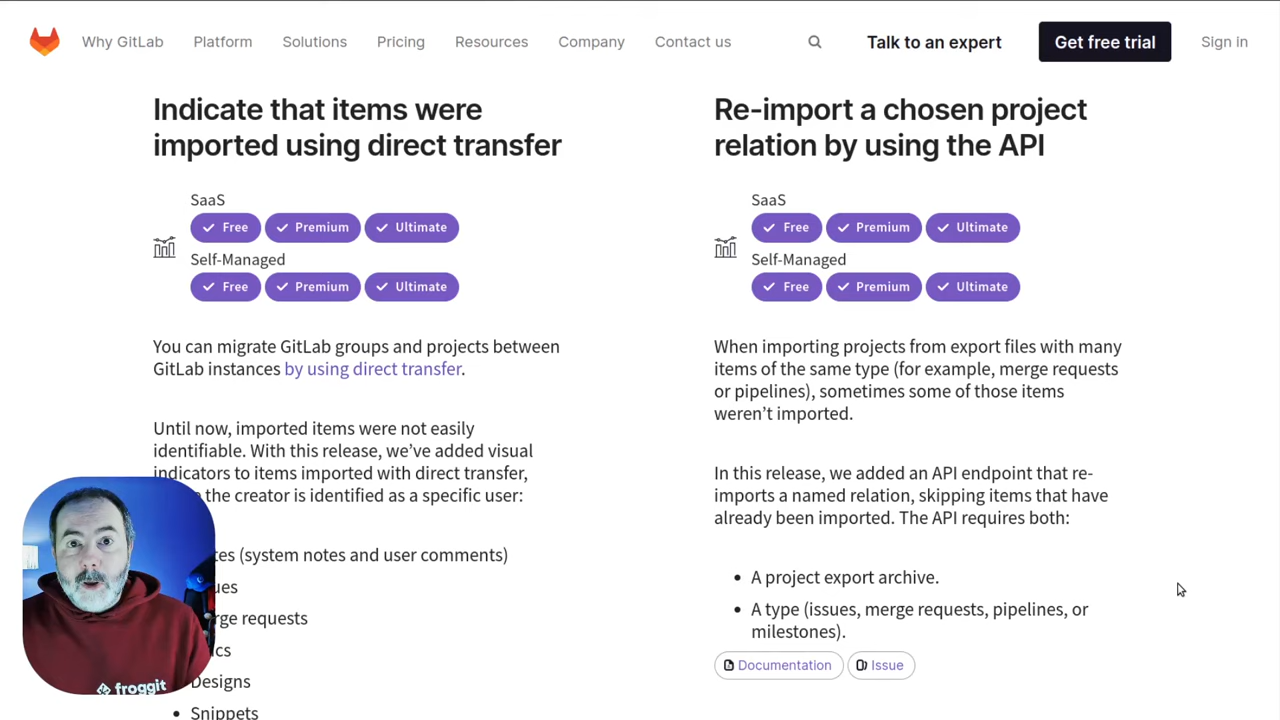 Why GitLab
Platform
Solutions
Pricing
Resources
Company
Contact us
Talk to an expert
Get free trial
Sign in
Indicate that items were
imported using direct transfer
SaaS
Free
Premium
Ultimate
Self-Managed
Free
Premium
Ultimate
You can migrate GitLab groups and projects between
GitLab instances by using direct transfer.
Until now, imported items were not easily
identifiable. With this release, we’ve added visual
indicators to items imported with direct transfer,
the creator is identified as a specific user:
(system notes and user comments)
requests
Designs
• Snippets
froggit
Re-import a chosen project
relation by using the API
SaaS
Free
Premium
Ultimate
Self-Managed
Free
Premium
Ultimate
When importing projects from export files with many
items of the same type (for example, merge requests
or pipelines), sometimes some of those items
weren’t imported.
In this release, we added an API endpoint that re-
imports a named relation, skipping items that have
already been imported. The API requires both:
• A project export archive.
• A type (issues, merge requests, pipelines, or
milestones).
Documentation
Issue